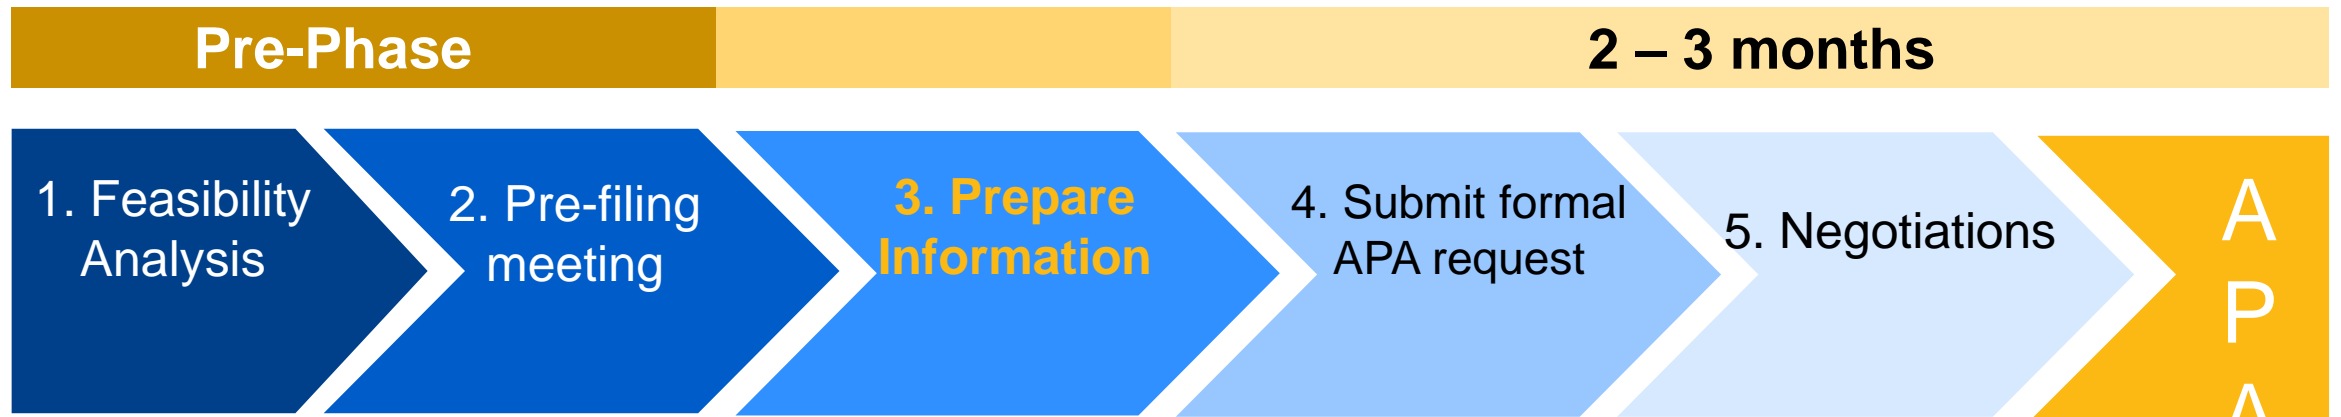 Pre-Phase
2 – 3 months
1. Feasibility
Analysis
2. Pre-filing
meeting
3. Prepare
Information
4. Submit formal
APA request
5. Negotiations
A
P
A